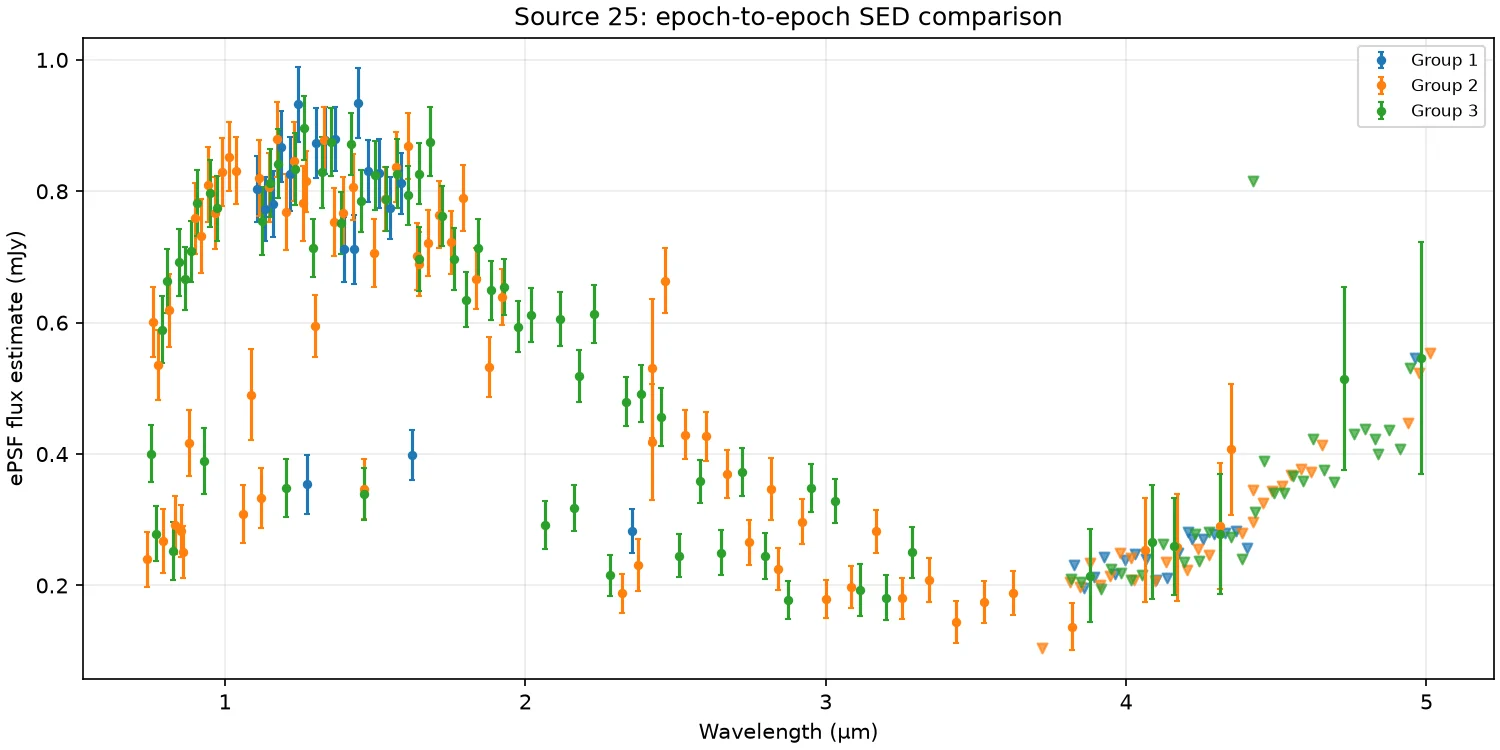 Source 25: epoch-to-epoch SED comparison
Group 1
Group 2
Group 3
ePSF flux estimate (mJy)
1.0
0.8
0.6
0.4
0.2
1 2 3 4 5
Wavelength (μm)